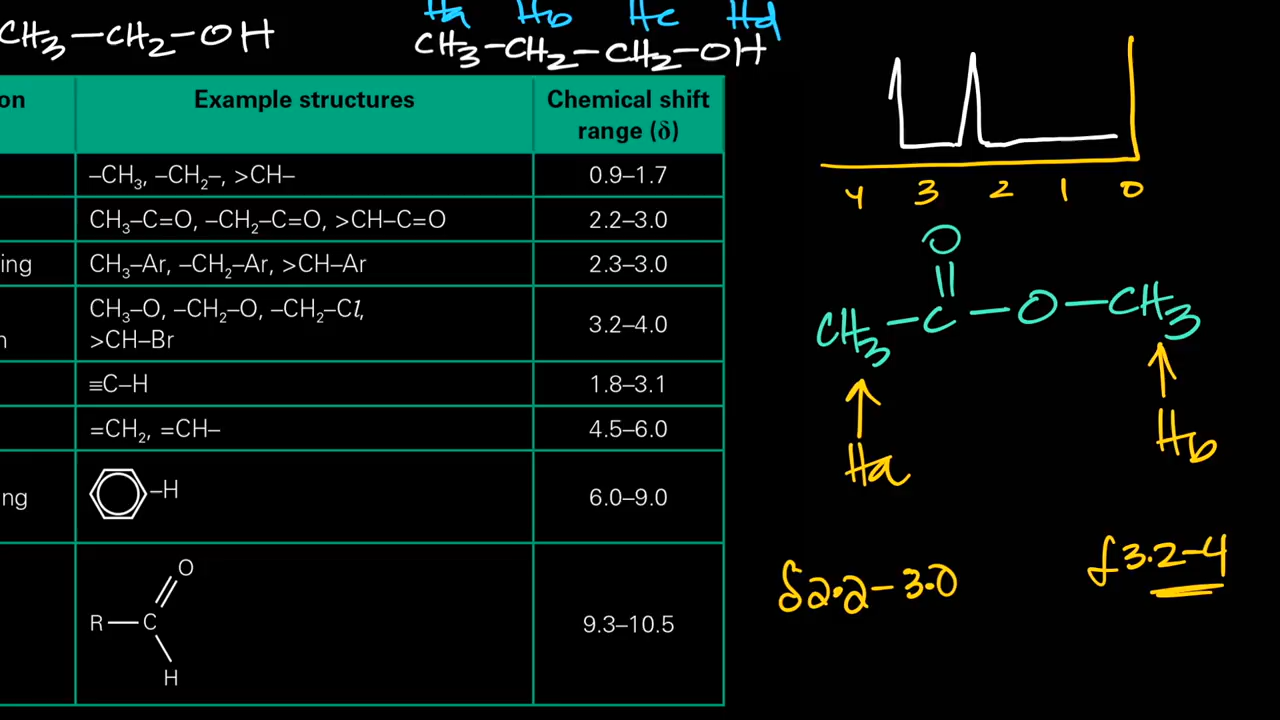 Ha Hb Hc Hd
CH3—CH2—OH
CH3—CH2—CH2—OH
on
Example structures
Chemical shift
range (δ)
–CH3, –CH2–, >CH–
0.9–1.7
CH3–C=O, –CH2–C=O, >CH–C=O
2.2–3.0
ing
CH3–Ar, –CH2–Ar, >CH–Ar
2.3–3.0
CH3–O, –CH2–O, –CH2–Cl,
>CH–Br
n
3.2–4.0
≡C–H
1.8–3.1
=CH2, =CH–
4.5–6.0
ng
–H
6.0–9.0
O
R—C
H
9.3–10.5
4 3 2 1 0
O
CH3—C—O—CH3
Ha
Hb
δ2.2–3.0
δ3.2–4